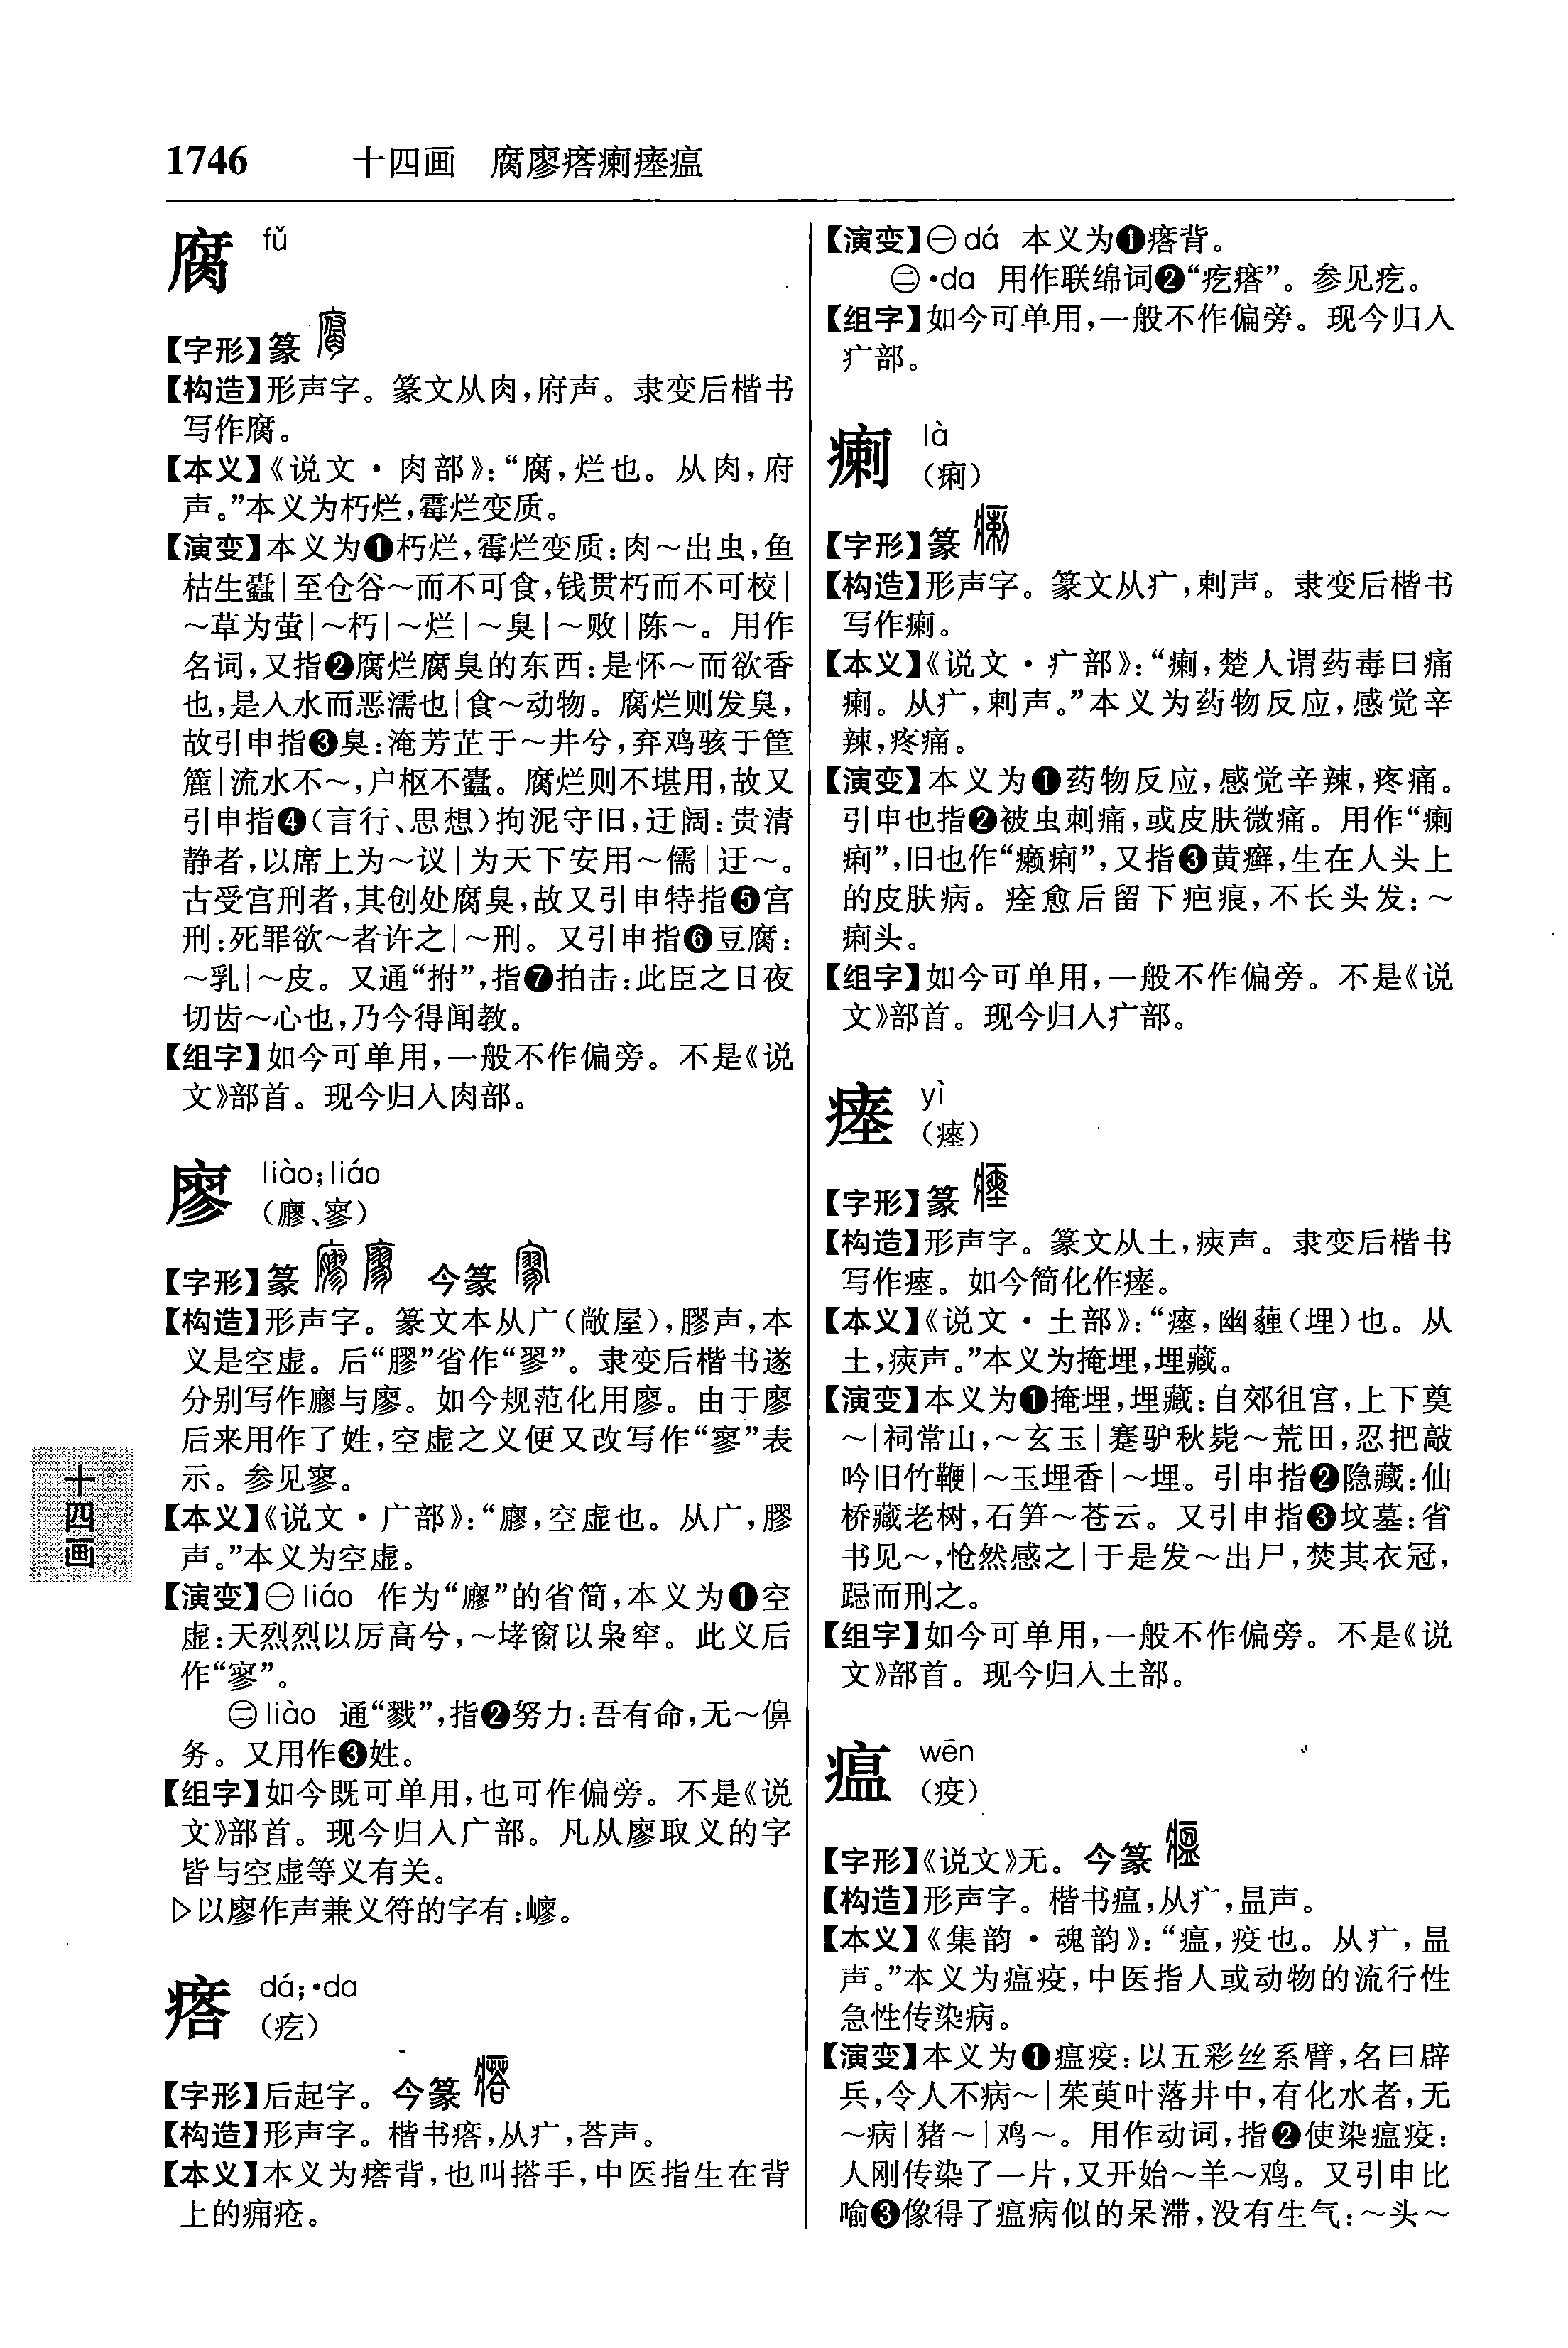 1746 十四画 腐廖瘩瘌瘗瘟
腐 fǔ
【字形】篆
【构造】形声字。篆文从肉,府声。隶变后楷书
写作腐。
【本义】《说文·肉部》:“腐,烂也。从肉,府
声。”本义为朽烂,霉烂变质。
【演变】本义为❶朽烂,霉烂变质:肉～出虫,鱼
枯生蠹|至仓谷～而不可食,钱贯朽而不可校|
～草为萤|～朽|～烂|～臭|～败|陈～。用作
名词,又指❷腐烂腐臭的东西:是怀～而欲香
也,是入水而恶濡也|食～动物。腐烂则发臭,
故引申指❸臭:淹芳芷于～井兮,弃鸡骇于筐
簏|流水不～,户枢不蠹。腐烂则不堪用,故又
引申指❹(言行、思想)拘泥守旧,迂阔:贵清
静者,以席上为～议|为天下安用～儒|迂～。
古受宫刑者,其创处腐臭,故又引申特指❺宫
刑:死罪欲～者许之|～刑。又引申指❻豆腐:
～乳|～皮。又通“拊”,指❼拍击:此臣之日夜
切齿～心也,乃今得闻教。
【组字】如今可单用,一般不作偏旁。不是《说
文》部首。现今归入肉部。
廖 liào;liáo
(廫、寥)
【字形】篆 今篆
【构造】形声字。篆文本从广(敞屋),膠声,本
义是空虚。后“膠”省作“翏”。隶变后楷书遂
分别写作廫与廖。如今规范化用廖。由于廖
后来用作了姓,空虚之义便又改写作“寥”表
示。参见寥。
【本义】《说文·广部》:“廫,空虚也。从广,膠
声。”本义为空虚。
【演变】㊀liáo 作为“廫”的省简,本义为❶空
虚:天烈烈以厉高兮,～㟹窗以枭牢。此义后
作“寥”。
㊁liào 通“戮”,指❷努力:吾有命,无～𠌯
务。又用作❸姓。
【组字】如今既可单用,也可作偏旁。不是《说
文》部首。现今归入广部。凡从廖取义的字
皆与空虚等义有关。
▷以廖作声兼义符的字有:嵺。
瘩 dá;·da
(疙)
【字形】后起字。今篆
【构造】形声字。楷书瘩,从疒,荅声。
【本义】本义为瘩背,也叫搭手,中医指生在背
上的痈疮。
【演变】㊀dá 本义为❶瘩背。
㊁·da 用作联绵词❷“疙瘩”。参见疙。
【组字】如今可单用,一般不作偏旁。现今归入
疒部。
瘌 là
(痢)
【字形】篆
【构造】形声字。篆文从疒,剌声。隶变后楷书
写作瘌。
【本义】《说文·疒部》:“瘌,楚人谓药毒曰痛
瘌。从疒,剌声。”本义为药物反应,感觉辛
辣,疼痛。
【演变】本义为❶药物反应,感觉辛辣,疼痛。
引申也指❷被虫刺痛,或皮肤微痛。用作“瘌
痢”,旧也作“癞痢”,又指❸黄癣,生在人头上
的皮肤病。痊愈后留下疤痕,不长头发:～
痢头。
【组字】如今可单用,一般不作偏旁。不是《说
文》部首。现今归入疒部。
瘗 yì
(瘞)
【字形】篆
【构造】形声字。篆文从土,㾜声。隶变后楷书
写作瘞。如今简化作瘗。
【本义】《说文·土部》:“瘞,幽薶(埋)也。从
土,㾜声。”本义为掩埋,埋藏。
【演变】本义为❶掩埋,埋藏:自郊徂宫,上下奠
～|祠常山,～玄玉|蹇驴秋毙～荒田,忍把敲
吟旧竹鞭|～玉埋香|～埋。引申指❷隐藏:仙
桥藏老树,石笋～苍云。又引申指❸坟墓:省
书见～,怆然感之|于是发～出尸,焚其衣冠,
跽而刑之。
【组字】如今可单用,一般不作偏旁。不是《说
文》部首。现今归入土部。
瘟 wēn
(疫)
【字形】《说文》无。今篆
【构造】形声字。楷书瘟,从疒,昷声。
【本义】《集韵·魂韵》:“瘟,疫也。从疒,昷
声。”本义为瘟疫,中医指人或动物的流行性
急性传染病。
【演变】本义为❶瘟疫:以五彩丝系臂,名曰辟
兵,令人不病～|茱萸叶落井中,有化水者,无
～病|猪～|鸡～。用作动词,指❷使染瘟疫:
人刚传染了一片,又开始～羊～鸡。又引申比
喻❸像得了瘟病似的呆滞,没有生气:～头～
十四画